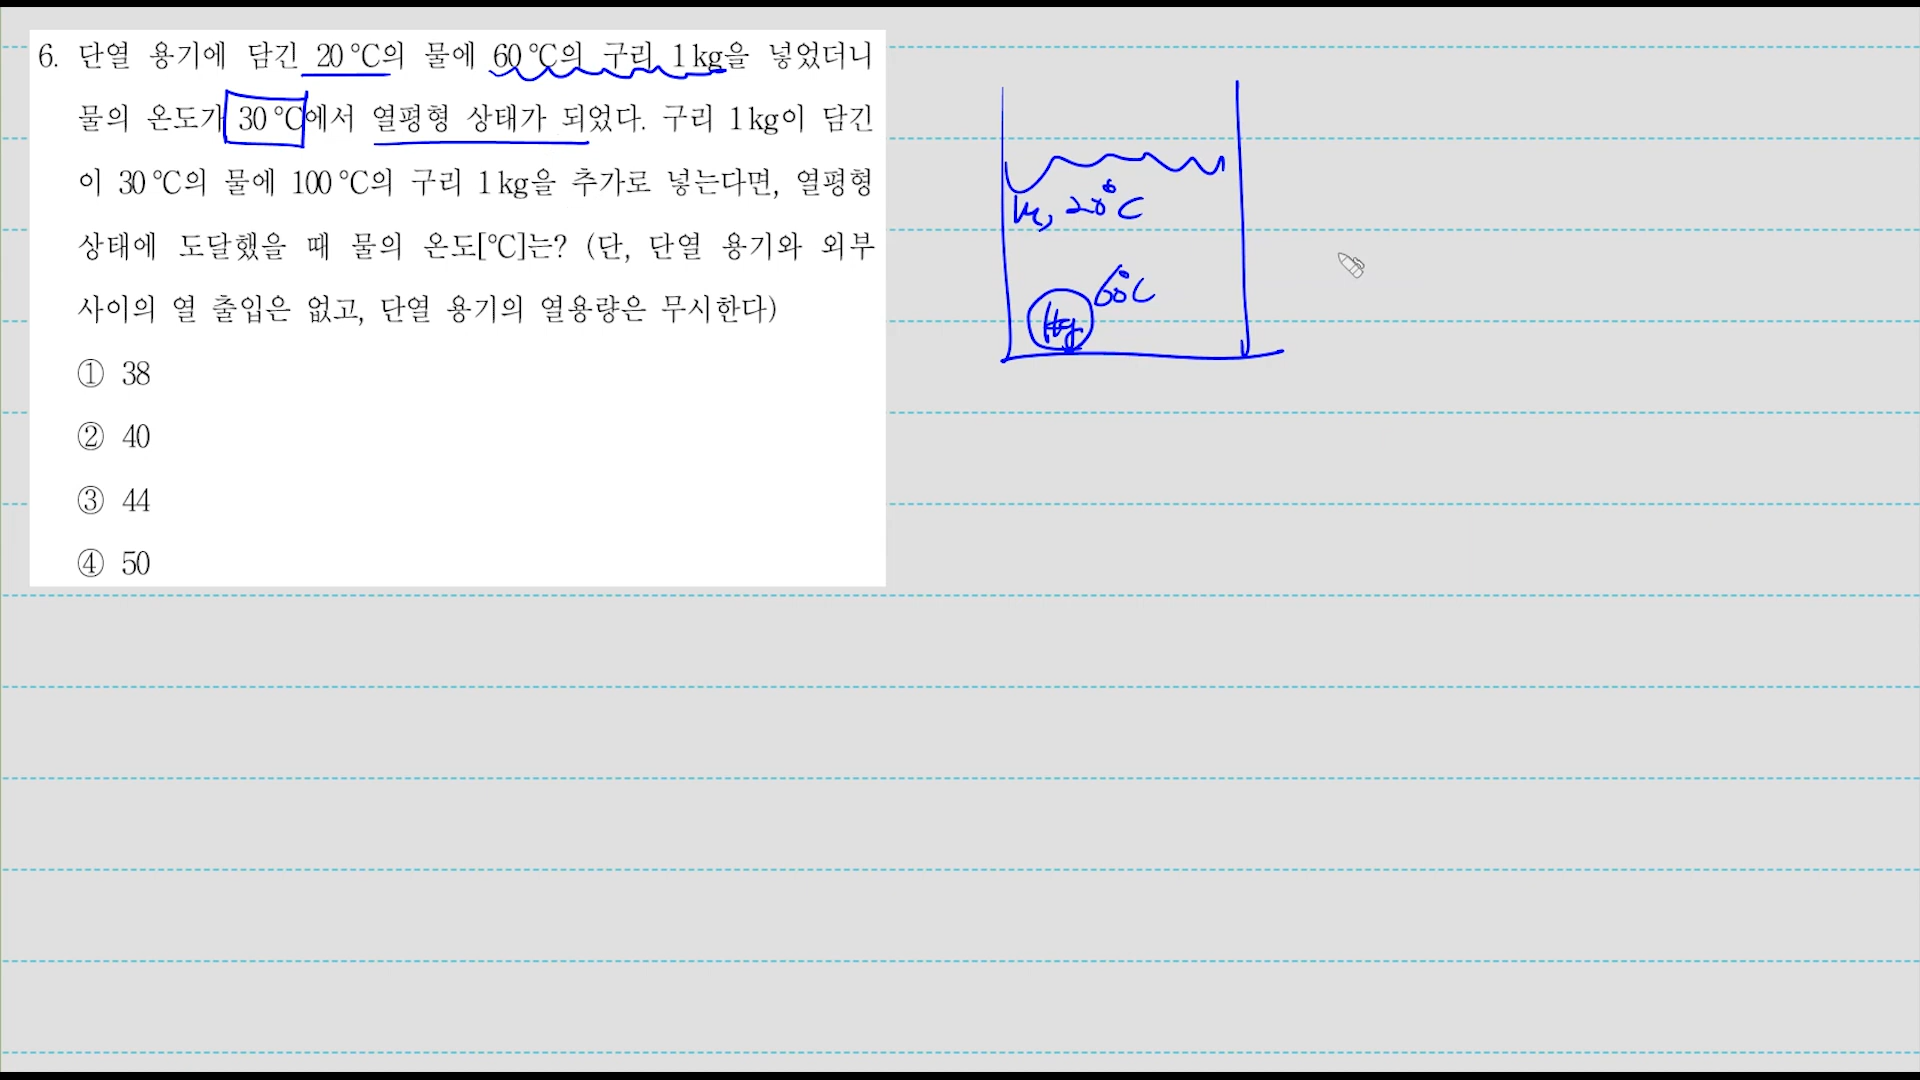 6. 단열 용기에 담긴 20 ℃의 물에 60 ℃의 구리 1 kg을 넣었더니
물의 온도가 30 ℃에서 열평형 상태가 되었다. 구리 1 kg이 담긴
이 30 ℃의 물에 100 ℃의 구리 1 kg을 추가로 넣는다면, 열평형
상태에 도달했을 때 물의 온도[℃]는? (단, 단열 용기와 외부
사이의 열 출입은 없고, 단열 용기의 열용량은 무시한다)
① 38
② 40
③ 44
④ 50
20°C
60°C
1kg